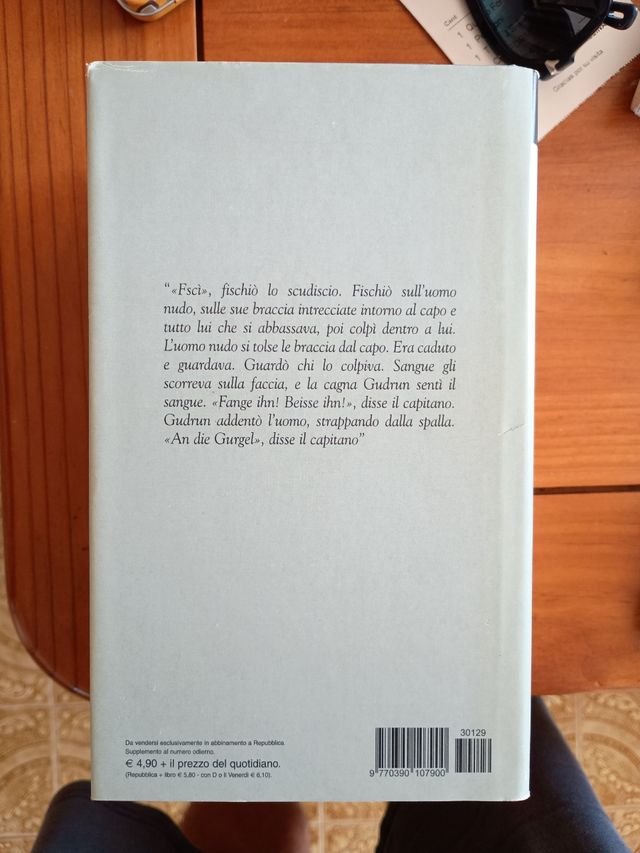 Gracias por su visita
“«Fscì», fischiò lo scudiscio. Fischiò sull’uomo
nudo, sulle sue braccia intrecciate intorno al capo e
tutto lui che si abbassava, poi colpì dentro a lui.
L’uomo nudo si tolse le braccia dal capo. Era caduto
e guardava. Guardò chi lo colpiva. Sangue gli
scorreva sulla faccia, e la cagna Gudrun sentì il
sangue. «Fange ihn! Beisse ihn!», disse il capitano.
Gudrun addentò l’uomo, strappando dalla spalla.
«An die Gurgel», disse il capitano”
Da vendersi esclusivamente in abbinamento a Repubblica.
Supplemento al numero odierno.
€ 4,90 + il prezzo del quotidiano.
(Repubblica + libro € 5,80 - con D o Il Venerdì € 6,10).
30129
9 770390 107900